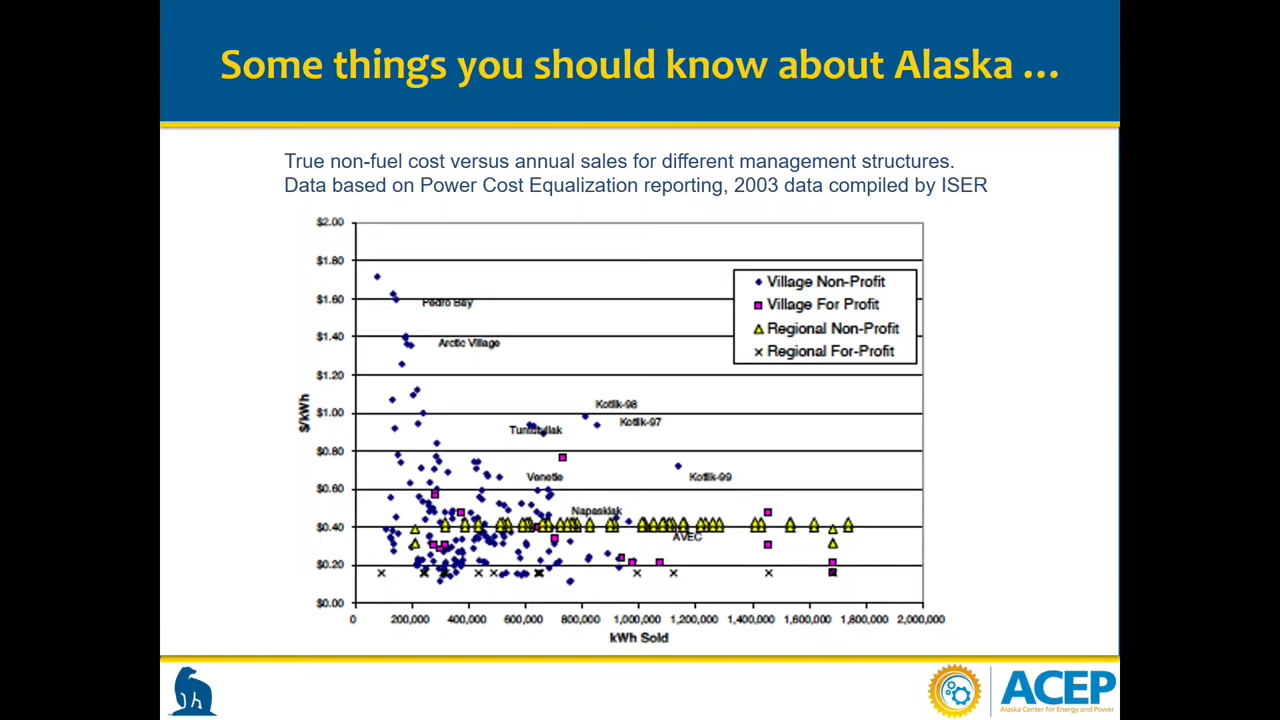 Some things you should know about Alaska ...
True non-fuel cost versus annual sales for different management structures.
Data based on Power Cost Equalization reporting, 2003 data compiled by ISER
$2.00
$1.80
$1.60
$1.40
$1.20
$1.00
$0.80
$0.60
$0.40
$0.20
$0.00
$/kWh
Village Non-Profit
Village For Profit
Regional Non-Profit
Regional For-Profit
Pedro Bay
Arctic Village
Kotlik-98
Kotlik-97
Tuntutuliak
Venetie
Kotlik-99
Napaskiak
AVEC
0
200,000
400,000
600,000
800,000
1,000,000
1,200,000
1,400,000
1,600,000
1,800,000
2,000,000
kWh Sold
ACEP
Alaska Center for Energy and Power